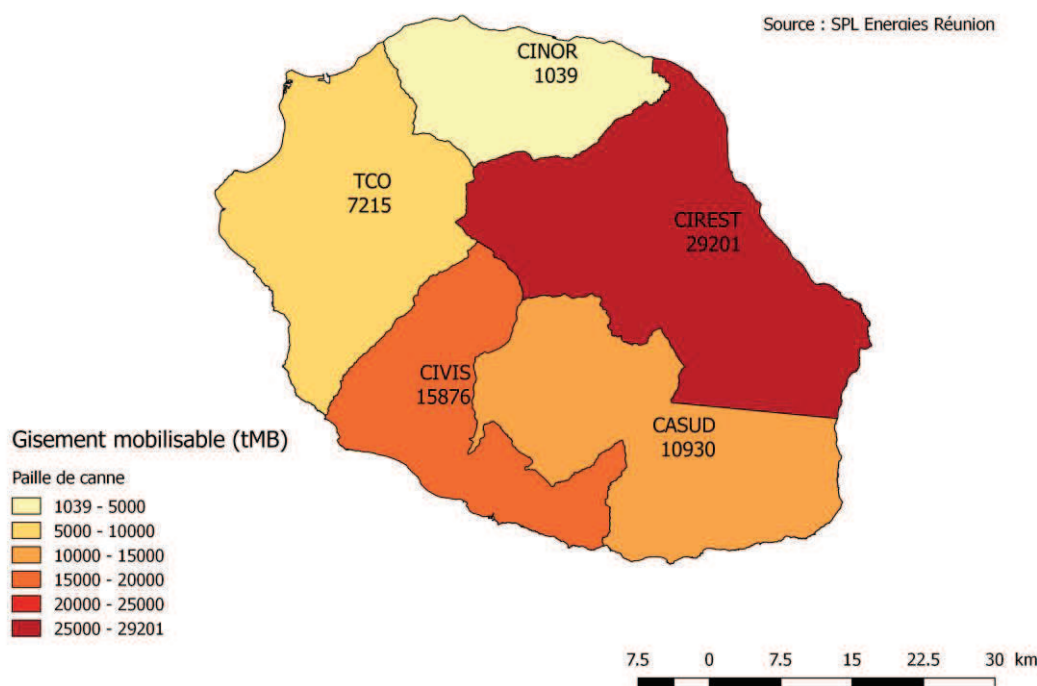 Source : SPL Energies Réunion
CINOR
1039
TCO
7215
CIREST
29201
CIVIS
15876
CASUD
10930
Gisement mobilisable (tMB)
Paille de canne
1039 - 5000
5000 - 10000
10000 - 15000
15000 - 20000
20000 - 25000
25000 - 29201
7.5 0 7.5 15 22.5 30 km